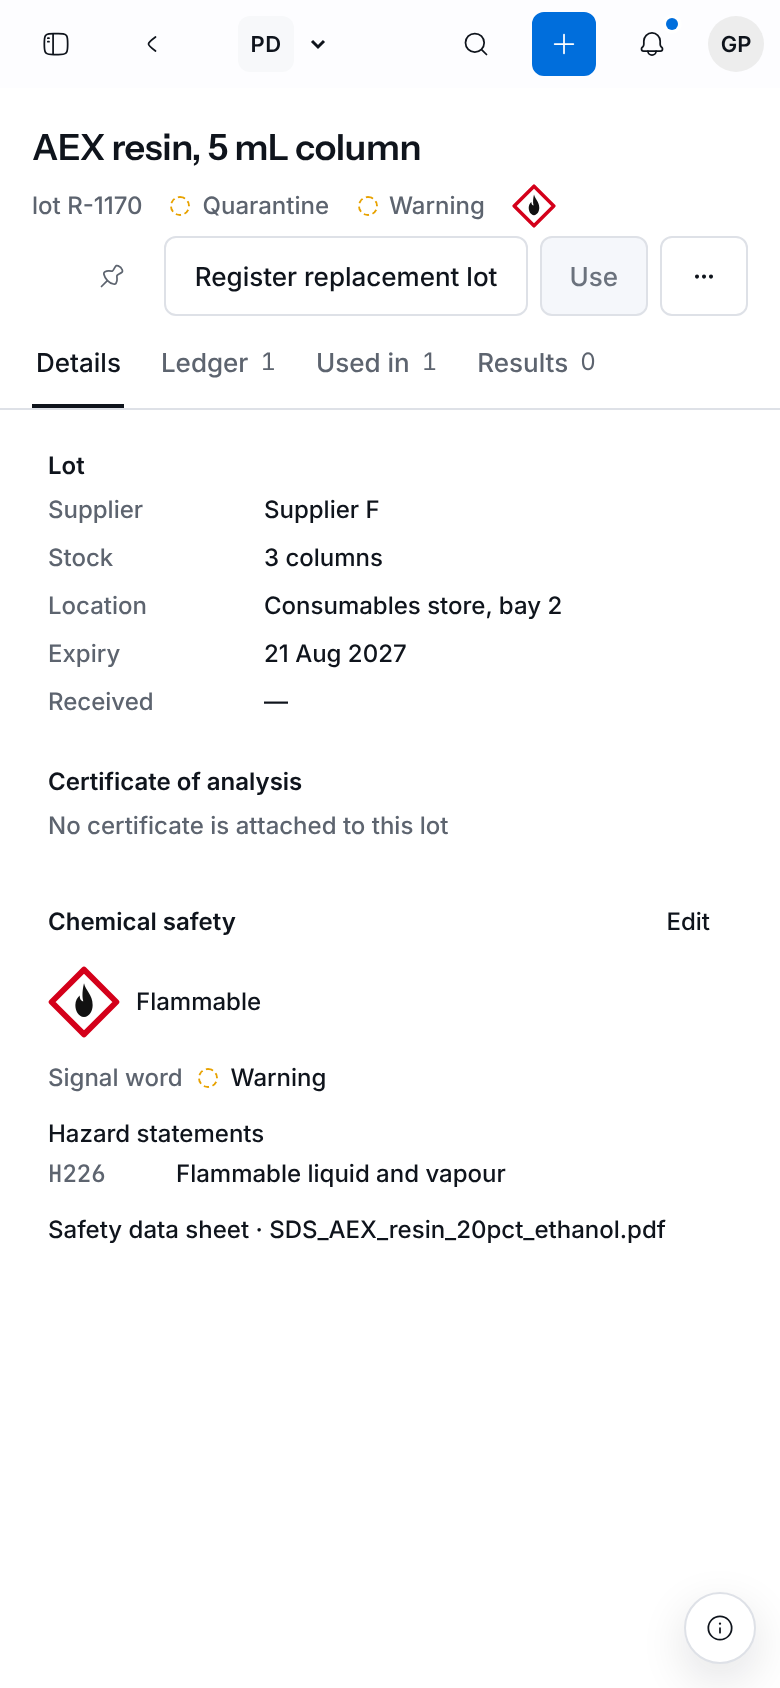 PD
GP
AEX resin, 5 mL column
lot R-1170 Quarantine Warning
Register replacement lot Use ...
Details Ledger 1 Used in 1 Results 0
Lot
Supplier Supplier F
Stock 3 columns
Location Consumables store, bay 2
Expiry 21 Aug 2027
Received —
Certificate of analysis
No certificate is attached to this lot
Chemical safety Edit
Flammable
Signal word Warning
Hazard statements
H226 Flammable liquid and vapour
Safety data sheet · SDS_AEX_resin_20pct_ethanol.pdf